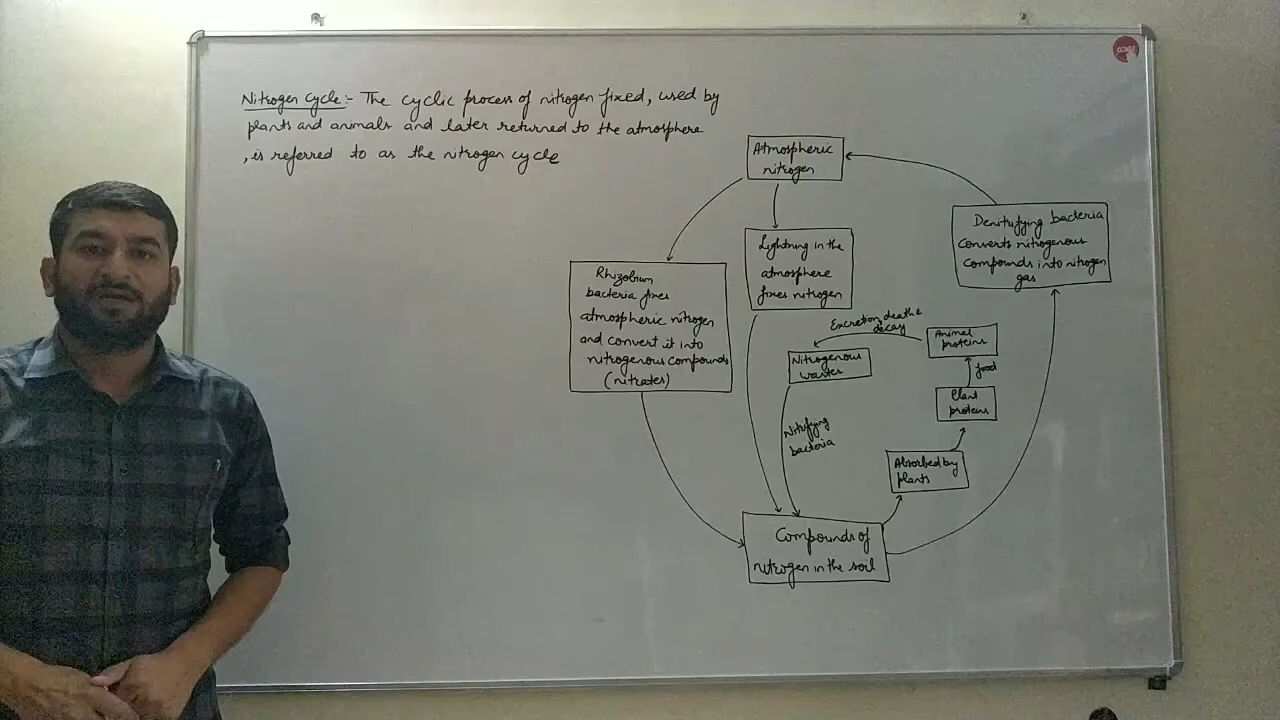 Nitrogen Cycle:- The cyclic process of nitrogen fixed, used by
plants and animals and later returned to the atmosphere
, is referred to as the nitrogen cycle
Atmospheric
nitrogen
Denitrifying bacteria
converts nitrogenous
compounds into nitrogen
gas
Lightning in the
atmosphere
fixes nitrogen
Rhizobium
bacteria fixes
atmospheric nitrogen
and convert it into
nitrogenous compounds
(nitrates)
Excretion, death &
decay
Animal
proteins
Nitrogenous
wastes
food
Plant
proteins
Nitrifying
bacteria
Absorbed by
plants
Compounds of
nitrogen in the soil